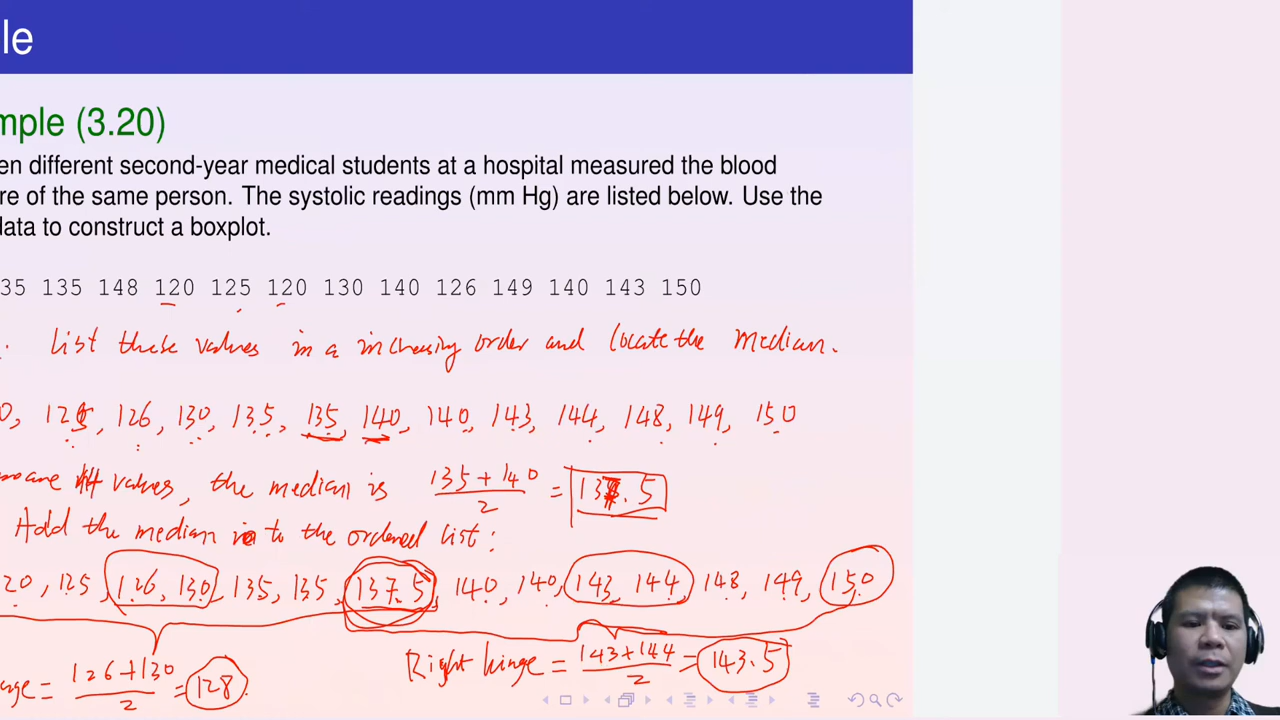 le
mple (3.20)
en different second-year medical students at a hospital measured the blood
re of the same person. The systolic readings (mm Hg) are listed below. Use the
data to construct a boxplot.
35 135 148 120 125 120 130 140 126 149 140 143 150
. List these values in a increasing order and locate the Median.
0, 125, 126, 130, 135, 135, 140, 140, 143, 144, 148, 149, 150
are 14 values, the median is 135+140 / 2 = 137.5
Add the median to the ordered list:
20, 125, 126, 130, 135, 135, 137.5, 140, 140, 143, 144, 148, 149, 150
nge = 126+130 / 2 = 128. Right hinge = 143+144 / 2 = 143.5